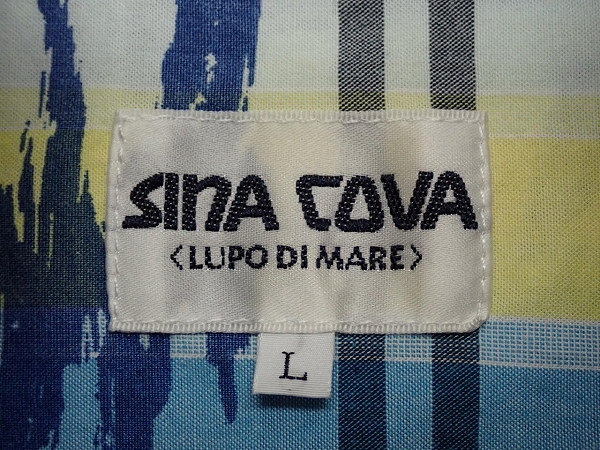 SINA COVA
<LUPO DI MARE>
L